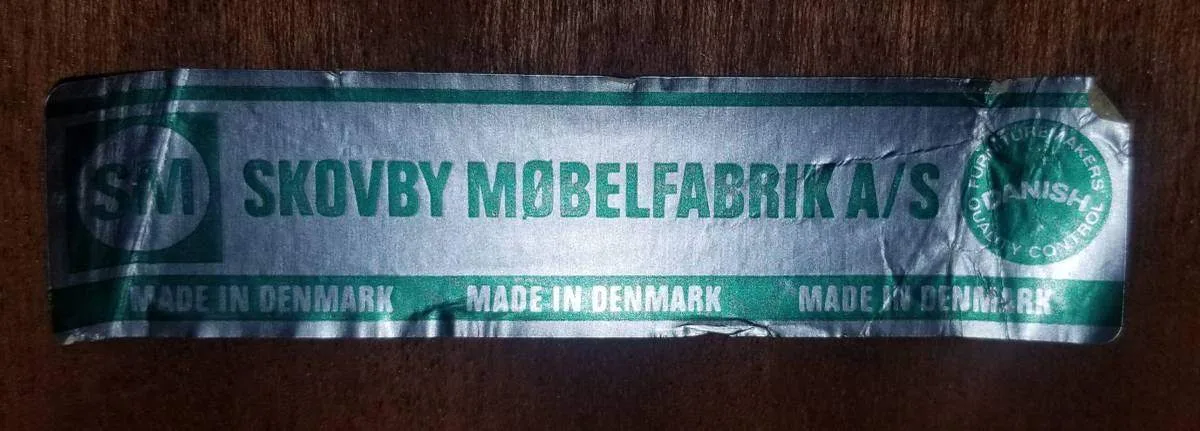 SM
SKOVBY MØBELFABRIK A/S
FURNITUREMAKERS'
DANISH
QUALITY CONTROL
MADE IN DENMARK MADE IN DENMARK MADE IN DENMARK